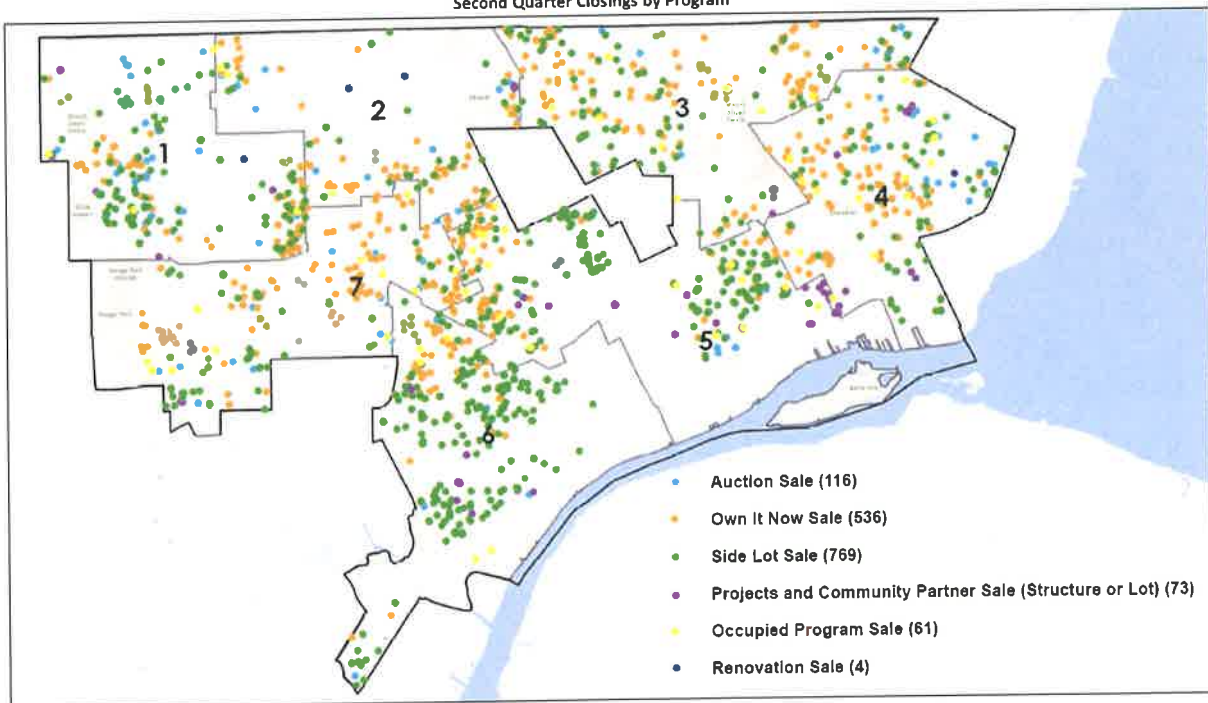 Second Quarter Closings by Program
1
2
3
4
5
6
7
Auction Sale (116)
Own It Now Sale (536)
Side Lot Sale (769)
Projects and Community Partner Sale (Structure or Lot) (73)
Occupied Program Sale (61)
Renovation Sale (4)